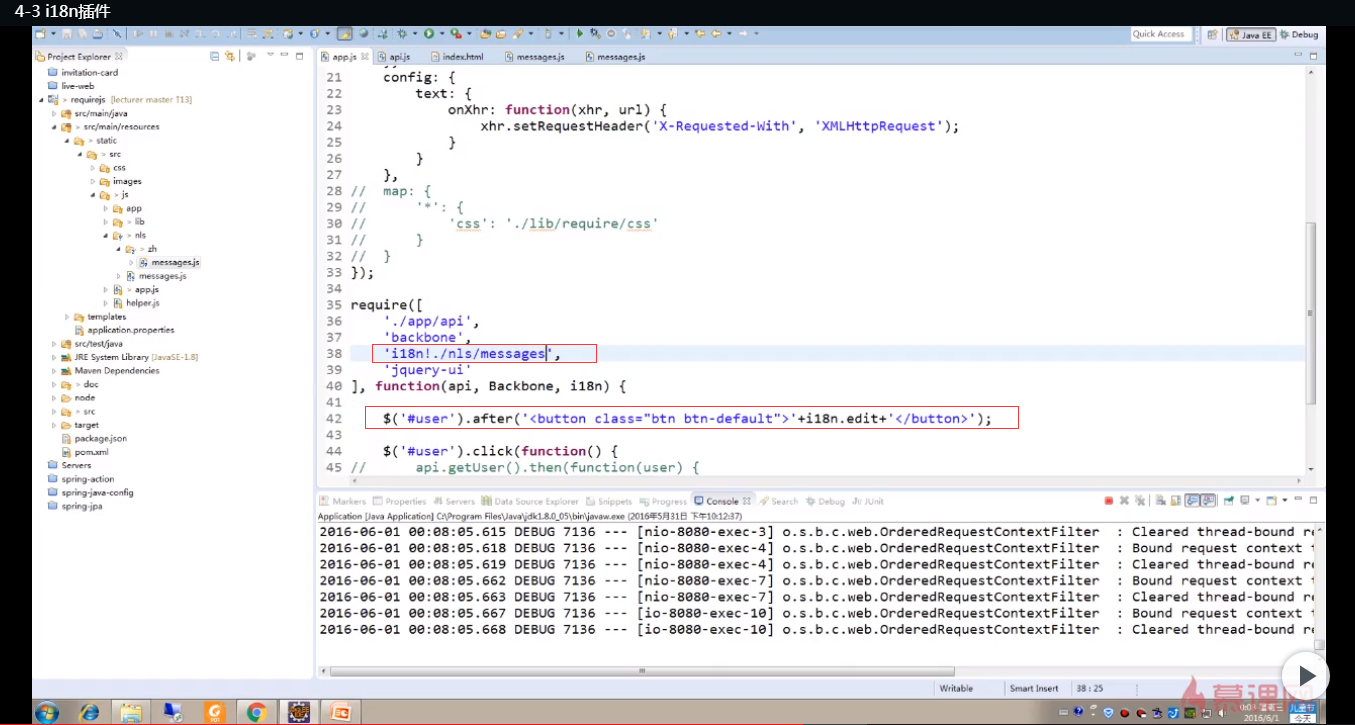 4-3 i18n插件
Quick Access
Java EE
Debug
Project Explorer
invitation-card
live-web
> requirejs [lecturer master ↑13]
src/main/java
> src/main/resources
> static
> src
css
images
> js
app
> lib
> nls
> zh
messages.js
messages.js
> app.js
helper.js
templates
application.properties
src/test/java
JRE System Library [JavaSE-1.8]
Maven Dependencies
> doc
node
> src
target
package.json
pom.xml
Servers
spring-action
spring-java-config
spring-jpa
app.js
api.js
index.html
messages.js
messages.js
21 config: {
22 text: {
23 onXhr: function(xhr, url) {
24 xhr.setRequestHeader('X-Requested-With', 'XMLHttpRequest');
25 }
26 }
27 },
28 // map: {
29 // '*': {
30 // 'css': './lib/require/css'
31 // }
32 // }
33 });
34
35 require([
36 './app/api',
37 'backbone',
38 'i18n!./nls/messages',
39 'jquery-ui'
40 ], function(api, Backbone, i18n) {
41
42 $('#user').after('<button class="btn btn-default">'+i18n.edit+'</button>');
43
44 $('#user').click(function() {
45 // api.getUser().then(function(user) {
Markers
Properties
Servers
Data Source Explorer
Snippets
Progress
Console
Search
Debug
JUnit
Application [Java Application] C:\Program Files\Java\jdk1.8.0_05\bin\javaw.exe (2016年5月31日 下午10:12:37)
2016-06-01 00:08:05.615 DEBUG 7136 --- [nio-8080-exec-3] o.s.b.c.web.OrderedRequestContextFilter : Cleared thread-bound re
2016-06-01 00:08:05.618 DEBUG 7136 --- [nio-8080-exec-4] o.s.b.c.web.OrderedRequestContextFilter : Bound request context t
2016-06-01 00:08:05.619 DEBUG 7136 --- [nio-8080-exec-4] o.s.b.c.web.OrderedRequestContextFilter : Cleared thread-bound re
2016-06-01 00:08:05.662 DEBUG 7136 --- [nio-8080-exec-7] o.s.b.c.web.OrderedRequestContextFilter : Bound request context t
2016-06-01 00:08:05.663 DEBUG 7136 --- [nio-8080-exec-7] o.s.b.c.web.OrderedRequestContextFilter : Cleared thread-bound re
2016-06-01 00:08:05.667 DEBUG 7136 --- [io-8080-exec-10] o.s.b.c.web.OrderedRequestContextFilter : Bound request context t
2016-06-01 00:08:05.668 DEBUG 7136 --- [io-8080-exec-10] o.s.b.c.web.OrderedRequestContextFilter : Cleared thread-bound re
Writable
Smart Insert
38 : 25
慕课网
2016/6/1
儿童节
今天